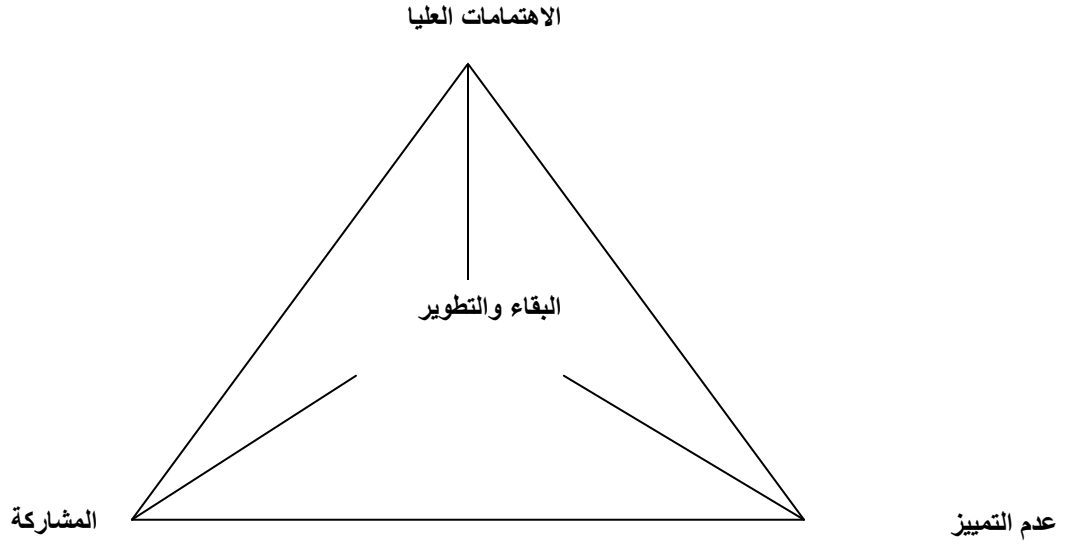 الاهتمامات العليا
البقاء والتطوير
عدم التمييز
المشاركة